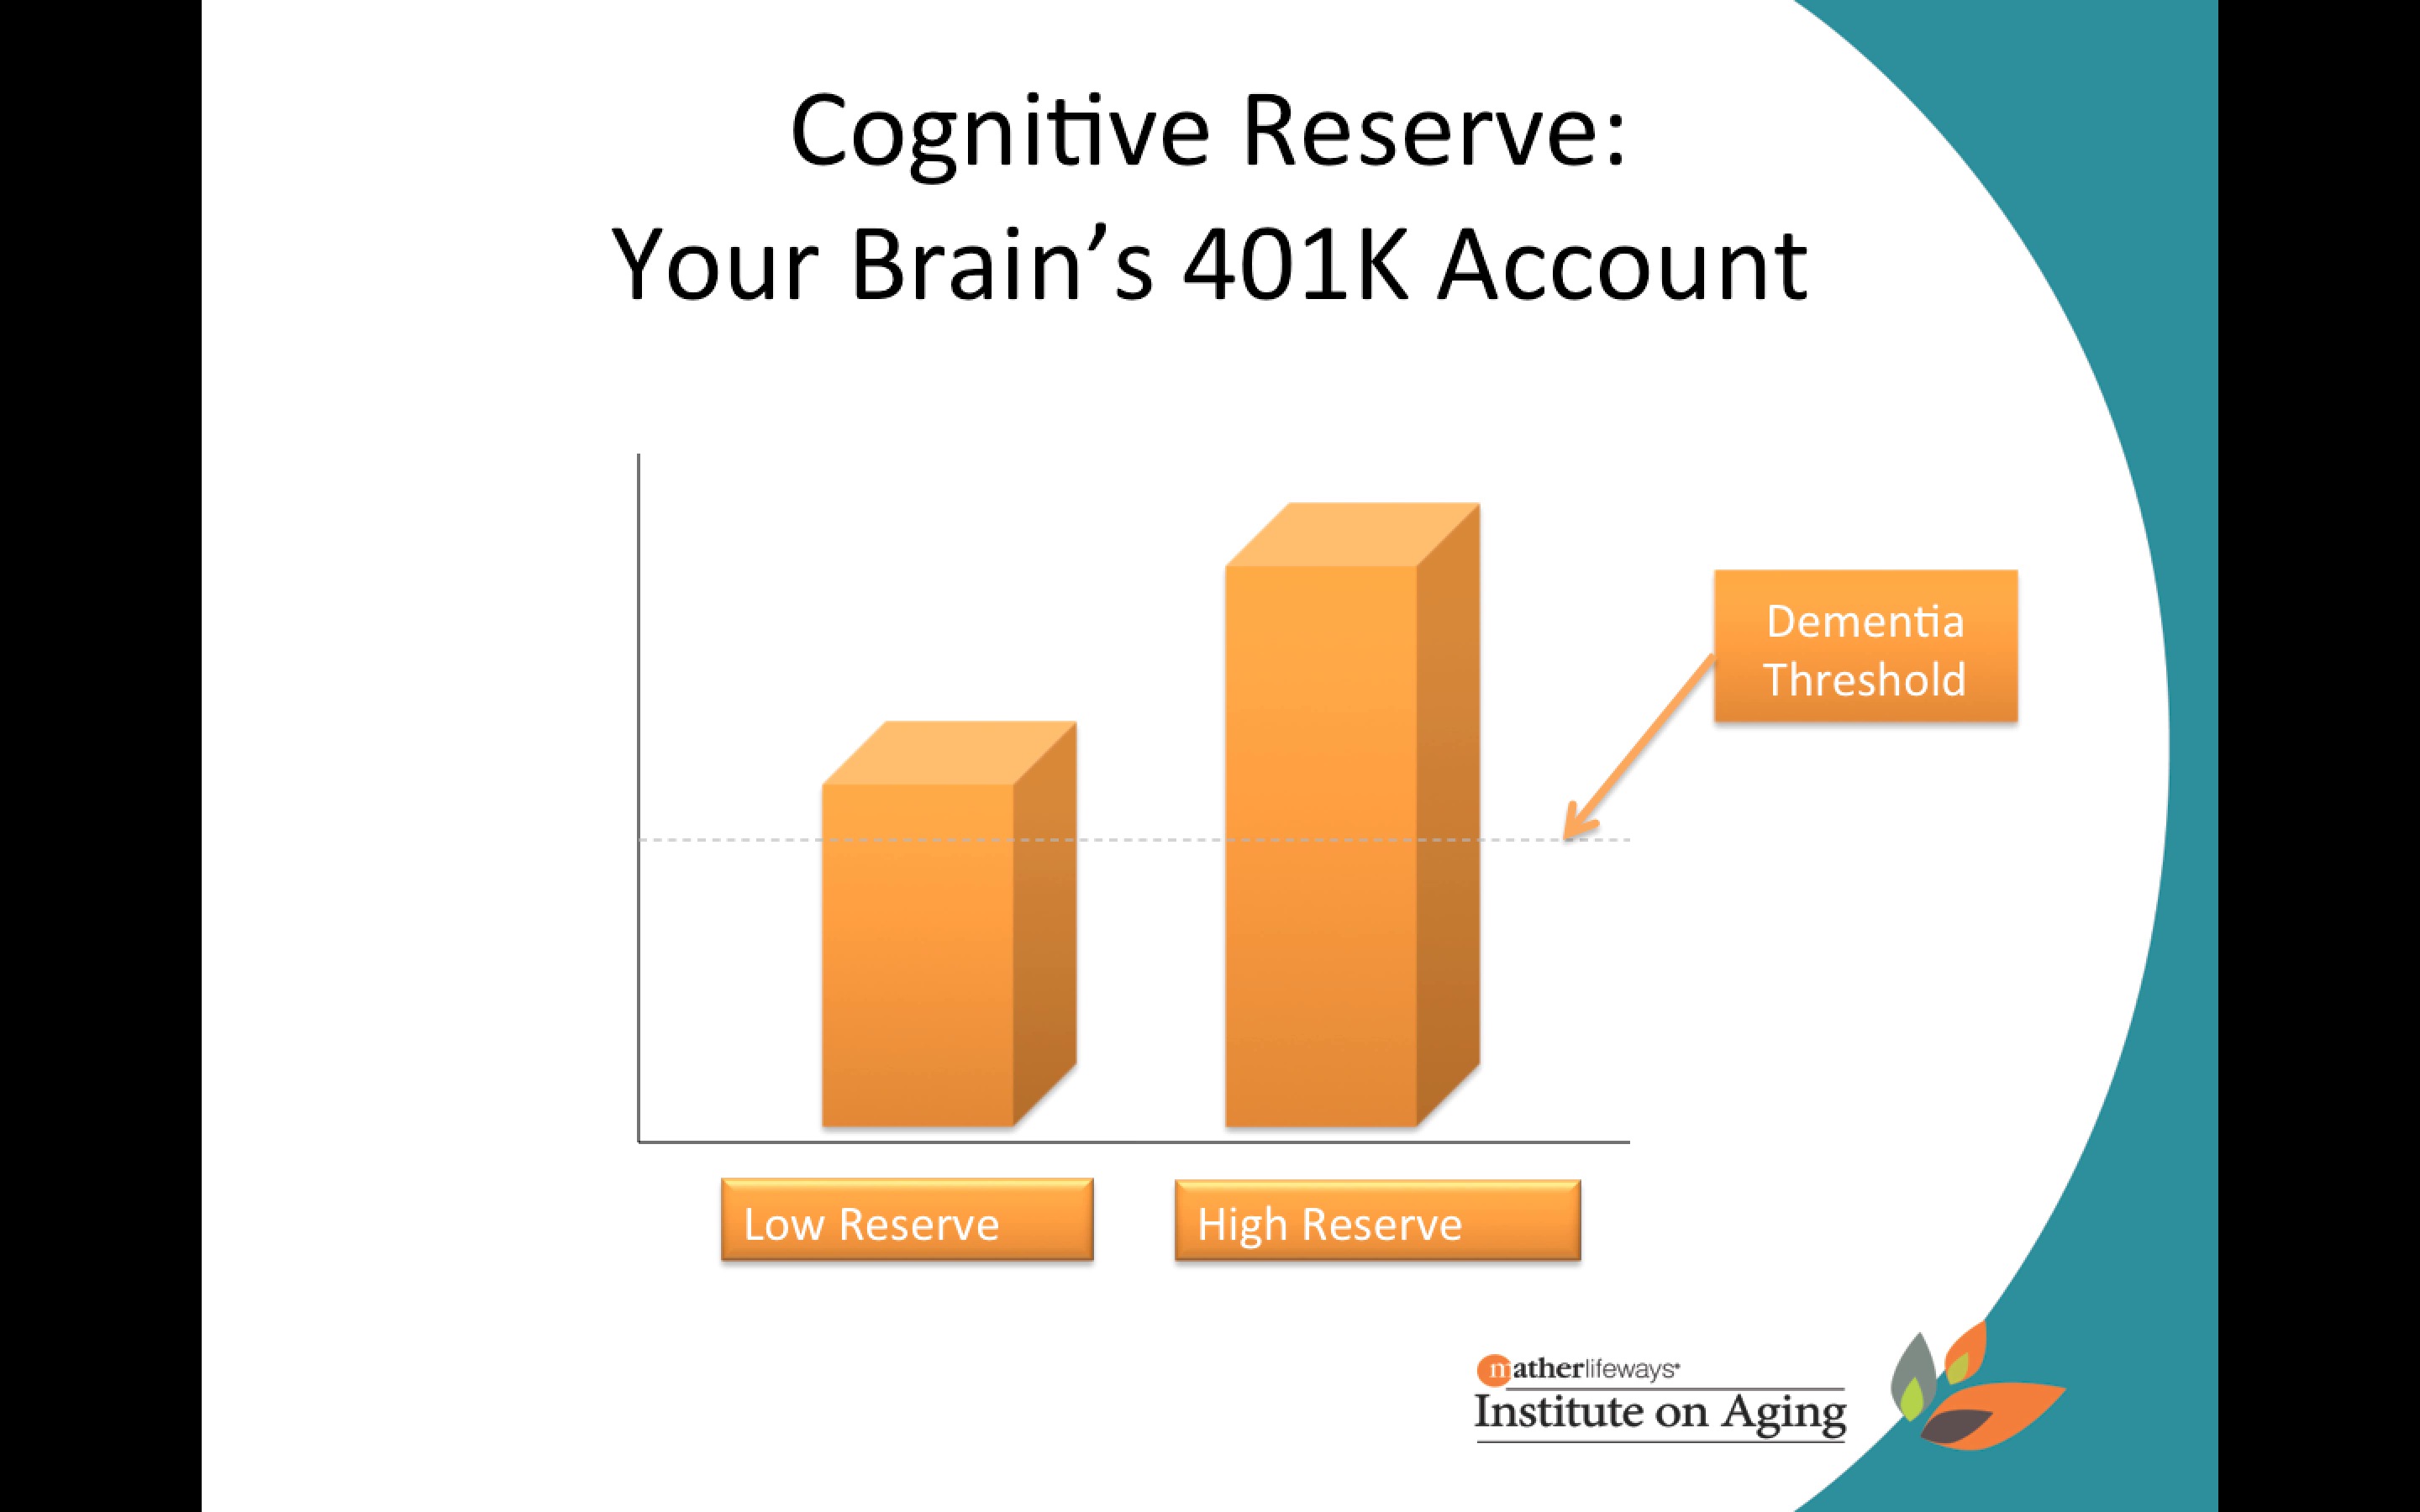 Cognitive Reserve:
Your Brain’s 401K Account
Dementia
Threshold
Low Reserve
High Reserve
matherlifeways®
Institute on Aging